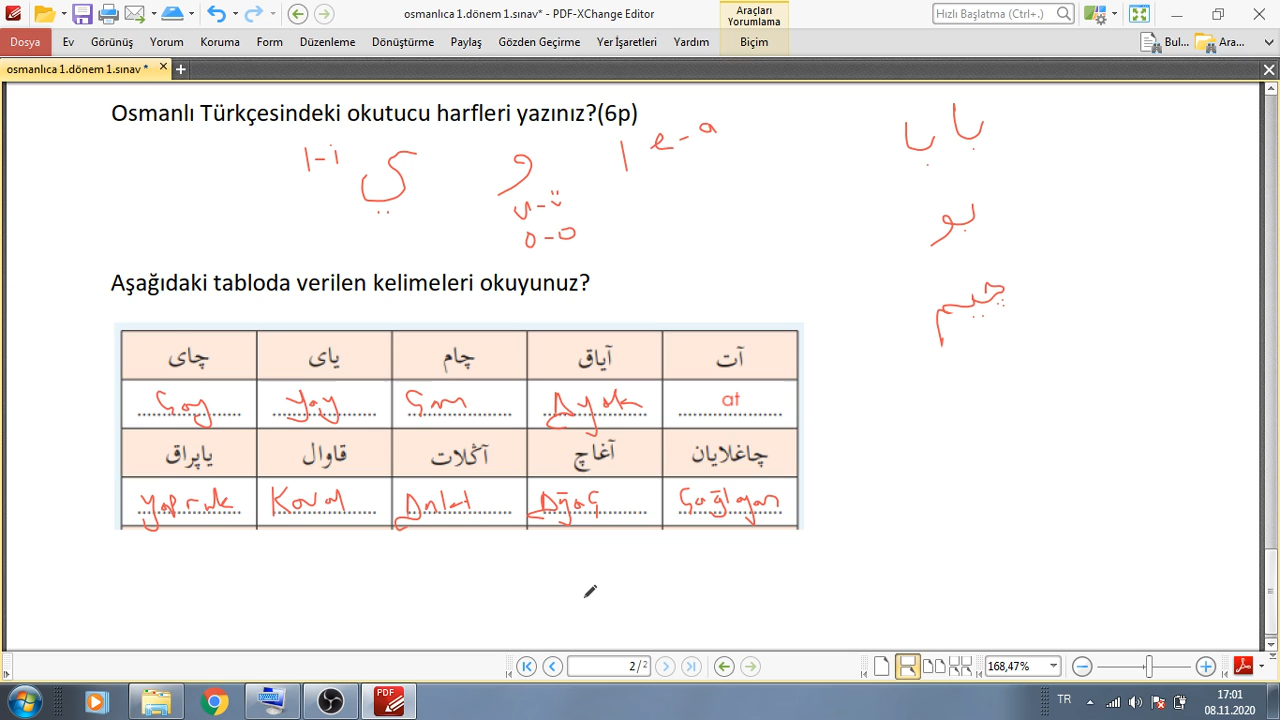 osmanlıca 1.dönem 1.sınav * - PDF-XChange Editor
Araçları Yorumlama
Hızlı Başlatma (Ctrl+.)
Dosya Ev Görünüş Yorum Koruma Form Düzenleme Dönüştürme Paylaş Gözden Geçirme Yer İşaretleri Yardım Biçim Bul... Ara...
osmanlıca 1.dönem 1.sınav *
Osmanlı Türkçesindeki okutucu harfleri yazınız?(6p)
ı-i ی و ا e-a
u-ü
o-ö
بابا
بو
چیم
Aşağıdaki tabloda verilen kelimeleri okuyunuz?
آت آیاق چام یای چای
at Ayak Çam Yay Çay
چاغلایان آغاچ آڭلات قاوال یاپراق
Çağlayan Ağaç Anlat Kaval Yaprak
2 / 2
168,47%
PDF
TR
17:01
08.11.2020